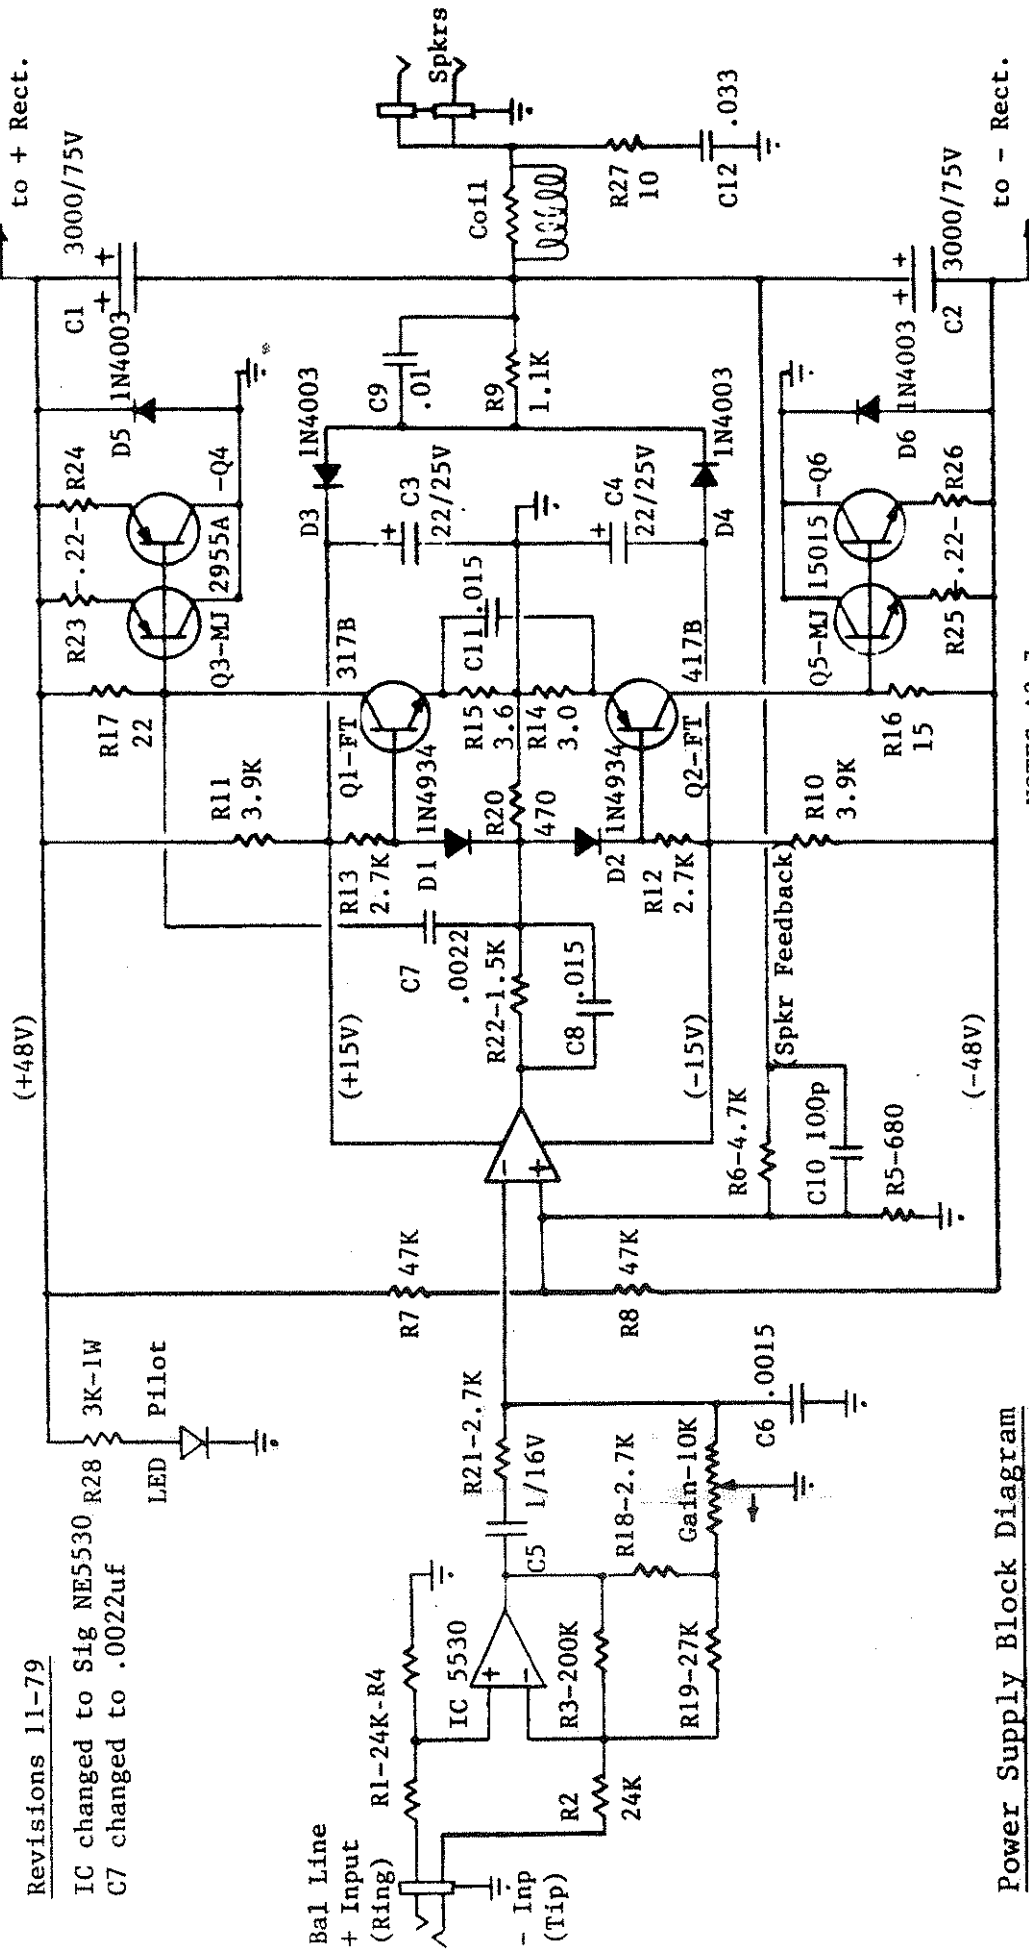 Revisions 11-79
IC changed to Sig NE5530
C7 changed to .0022uf
R28 3K-1W
LED Pilot
(+48V)
to + Rect.
R17
22
R11
3.9K
R23
R24
-.22-
Q3-MJ 2955A -Q4
D5 1N4003
C1 3000/75V
Bal Line
+ Input
(Ring)
- Inp
(Tip)
R1-24K-R4
IC 5530
+
-
R2
24K
R3-200K
R19-27K
R18-2.7K
Gain-10K
C5 1/16V
R21-2.7K
C6 .0015
R7 47K
R8 47K
-
+
(+15V)
(-15V)
C7
.0022
R22-1.5K
C8 .015
R13
2.7K
D1 1N4934
R20
470
D2 1N4934
R12
2.7K
Q1-FT 317B
R15
3.6
C11 .015
R14
3.0
Q2-FT 417B
D3 1N4003
+ C3
22/25V
+ C4
22/25V
D4 1N4003
C9
.01
R9
1.1K
Coil
Spkrs
R27
10
C12 .033
R6-4.7K
C10 100p
R5-680
(Spkr Feedback)
R10
3.9K
R16
15
Q5-MJ 15015 -Q6
R25 -.22- R26
D6 1N4003
C2 3000/75V
(-48V)
to - Rect.
Power Supply Block Diagram